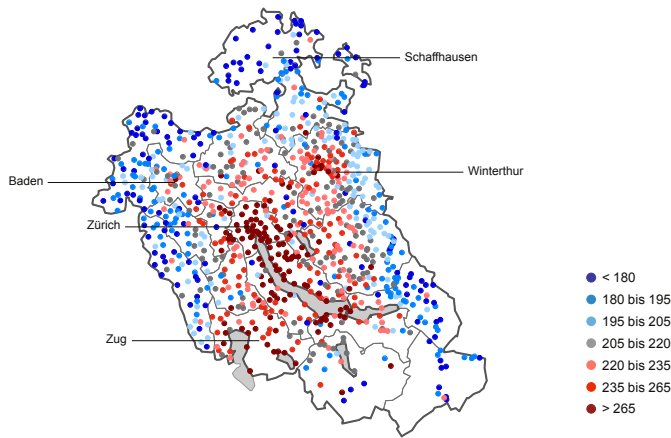 Schaffhausen
Winterthur
Baden
Zürich
Zug
< 180
180 bis 195
195 bis 205
205 bis 220
220 bis 235
235 bis 265
> 265